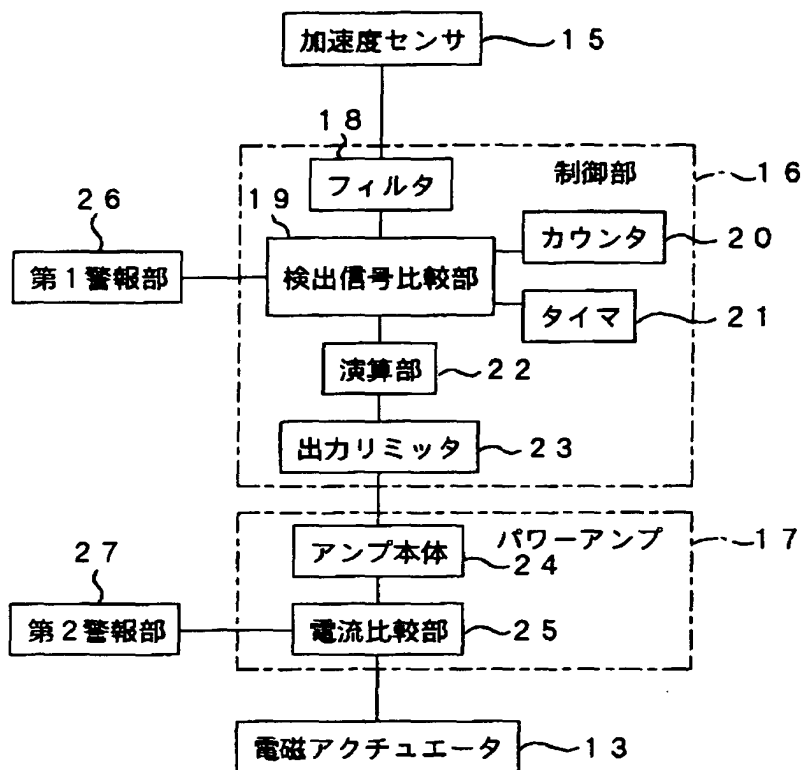 加速度センサ
15
18
フィルタ
制御部
16
19
26
カウンタ
20
第1警報部
検出信号比較部
タイマ
21
演算部
22
出力リミッタ
23
27
アンプ本体
パワーアンプ
17
24
第2警報部
電流比較部
25
電磁アクチュエータ
13